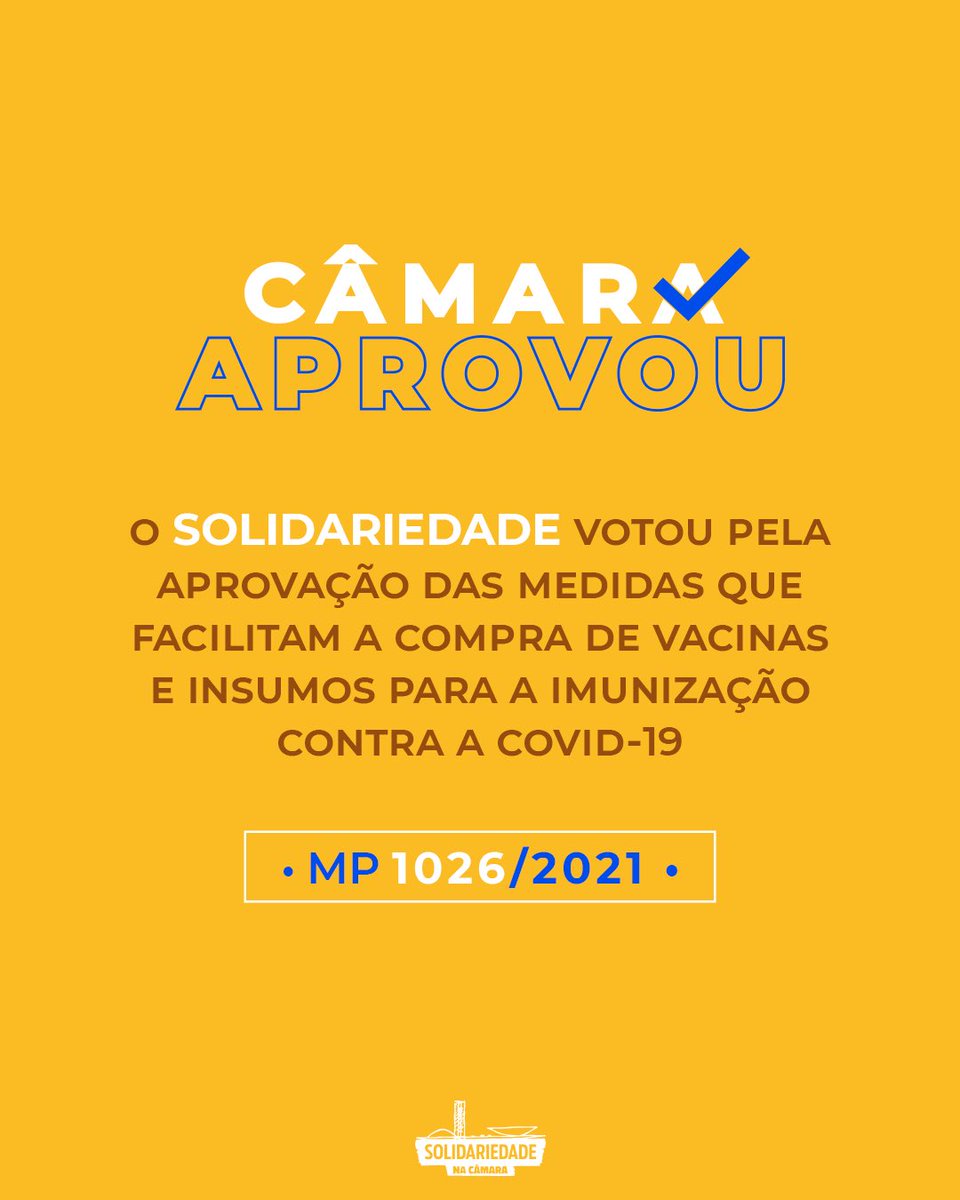 CÂMARA
APROVOU
O SOLIDARIEDADE VOTOU PELA
APROVAÇÃO DAS MEDIDAS QUE
FACILITAM A COMPRA DE VACINAS
E INSUMOS PARA A IMUNIZAÇÃO
CONTRA A COVID-19
• MP 1026/2021 •
SOLIDARIEDADE
NA CÂMARA